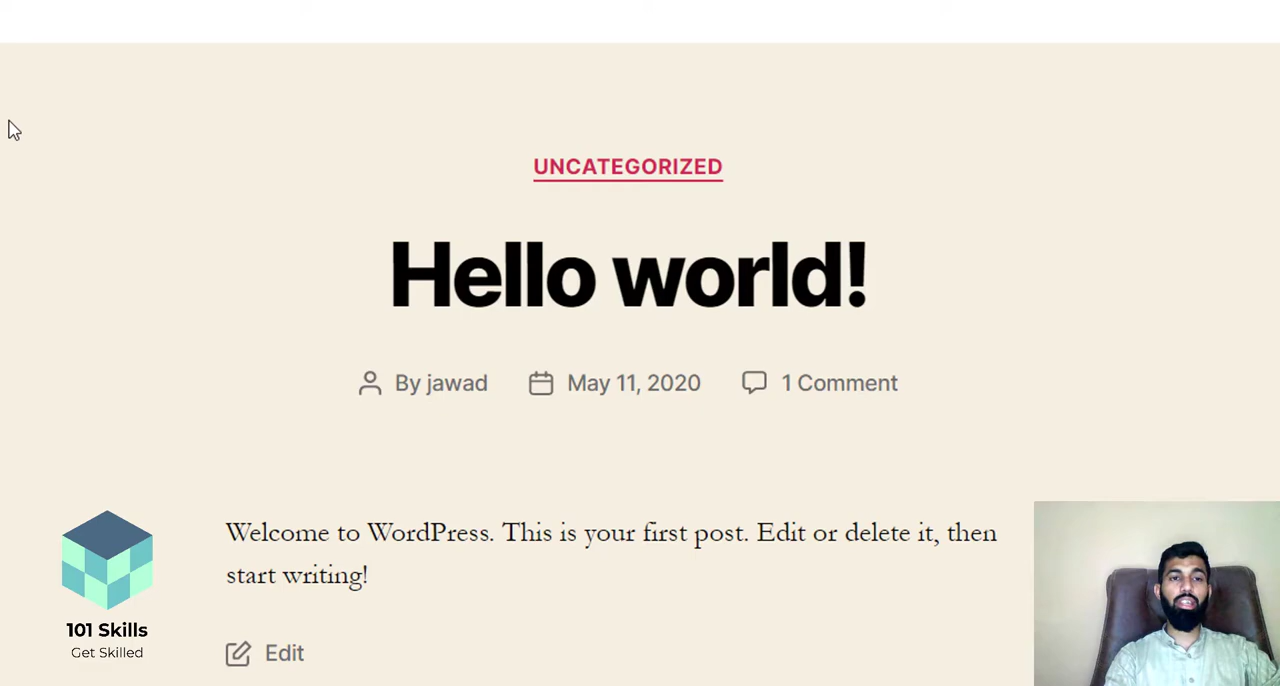 UNCATEGORIZED
Hello world!
By jawad May 11, 2020 1 Comment
Welcome to WordPress. This is your first post. Edit or delete it, then
start writing!
Edit
101 Skills
Get Skilled